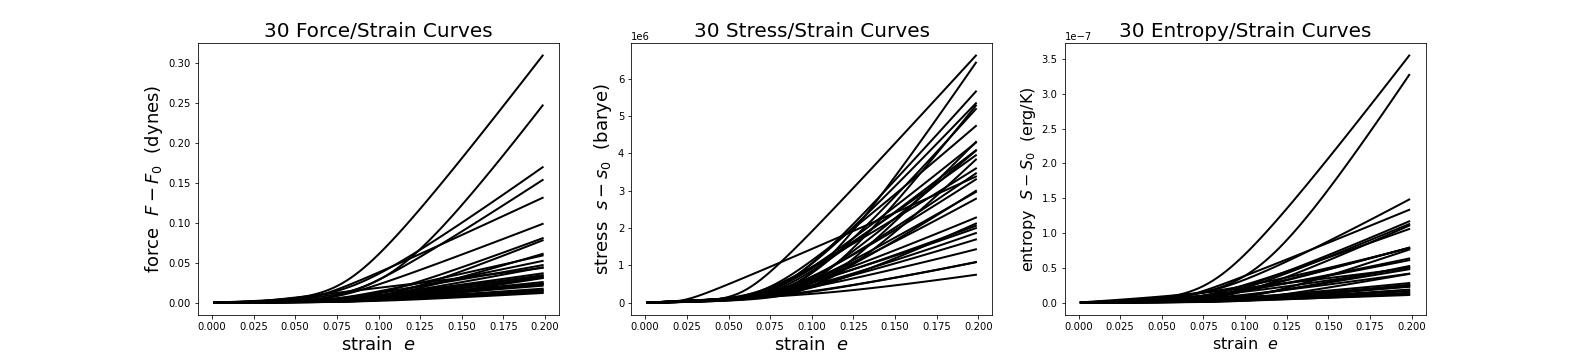 30 Force/Strain Curves
force F − F0 (dynes)
0.30
0.25
0.20
0.15
0.10
0.05
0.00
0.000 0.025 0.050 0.075 0.100 0.125 0.150 0.175 0.200
strain e
30 Stress/Strain Curves
1e6
stress s − s0 (barye)
6
5
4
3
2
1
0
0.000 0.025 0.050 0.075 0.100 0.125 0.150 0.175 0.200
strain e
30 Entropy/Strain Curves
1e−7
entropy S − S0 (erg/K)
3.5
3.0
2.5
2.0
1.5
1.0
0.5
0.0
0.000 0.025 0.050 0.075 0.100 0.125 0.150 0.175 0.200
strain e